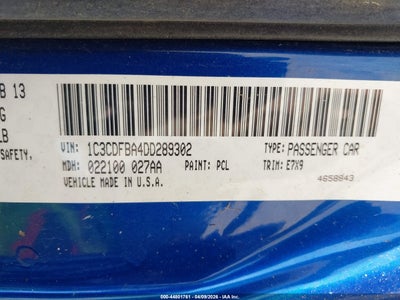 B 13
G
LB
SAFETY,
VIN: 1C3CDFBA4DD289302
TYPE: PASSENGER CAR
MDH: 022100 027AA
PAINT: PCL
TRIM: E7X9
VEHICLE MADE IN U.S.A.
4658843
000-44801761 - 04/09/2026 - IAA Inc.